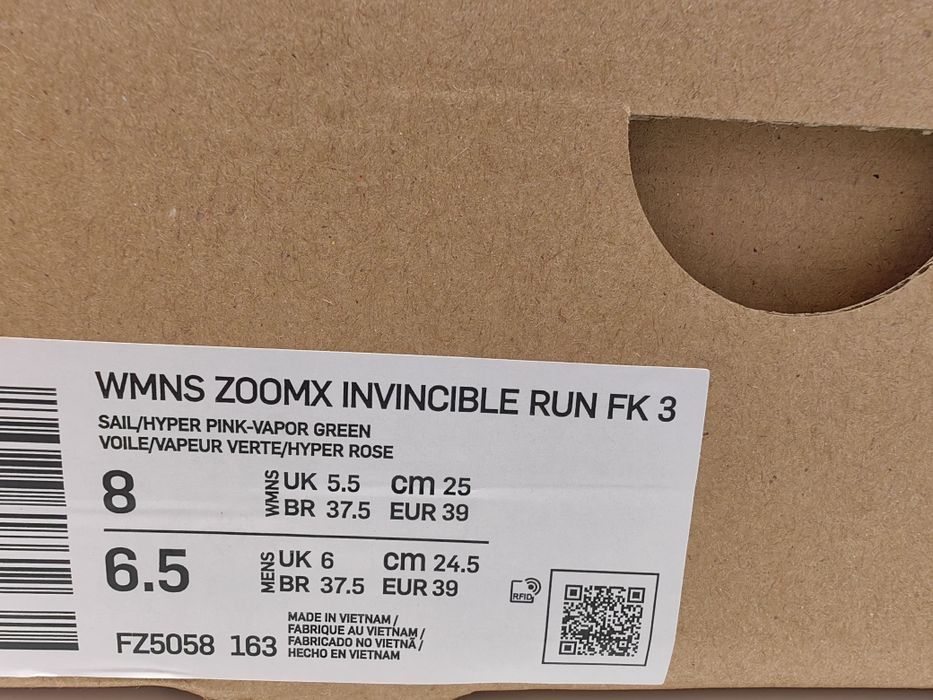 WMNS ZOOMX INVINCIBLE RUN FK 3
SAIL/HYPER PINK-VAPOR GREEN
VOILE/VAPEUR VERTE/HYPER ROSE
8 WMNS UK 5.5 cm 25
BR 37.5 EUR 39
6.5 MENS UK 6 cm 24.5
BR 37.5 EUR 39
RFID
FZ5058 163
MADE IN VIETNAM /
FABRIQUE AU VIETNAM /
FABRICADO NO VIETNÃ /
HECHO EN VIETNAM